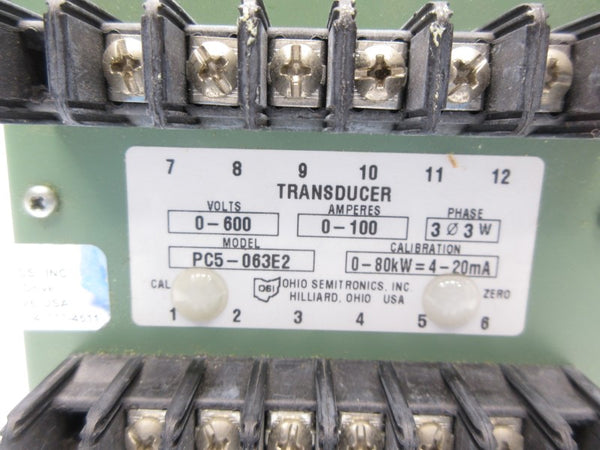 7 8 9 10 11 12
TRANSDUCER
VOLTS AMPERES PHASE
0-600 0-100 3 Ø 3 W
MODEL CALIBRATION
PC5-063E2 0-80kW = 4-20mA
CAL OSI OHIO SEMITRONICS, INC ZERO
HILLIARD, OHIO USA
1 2 3 4 5 6
INC